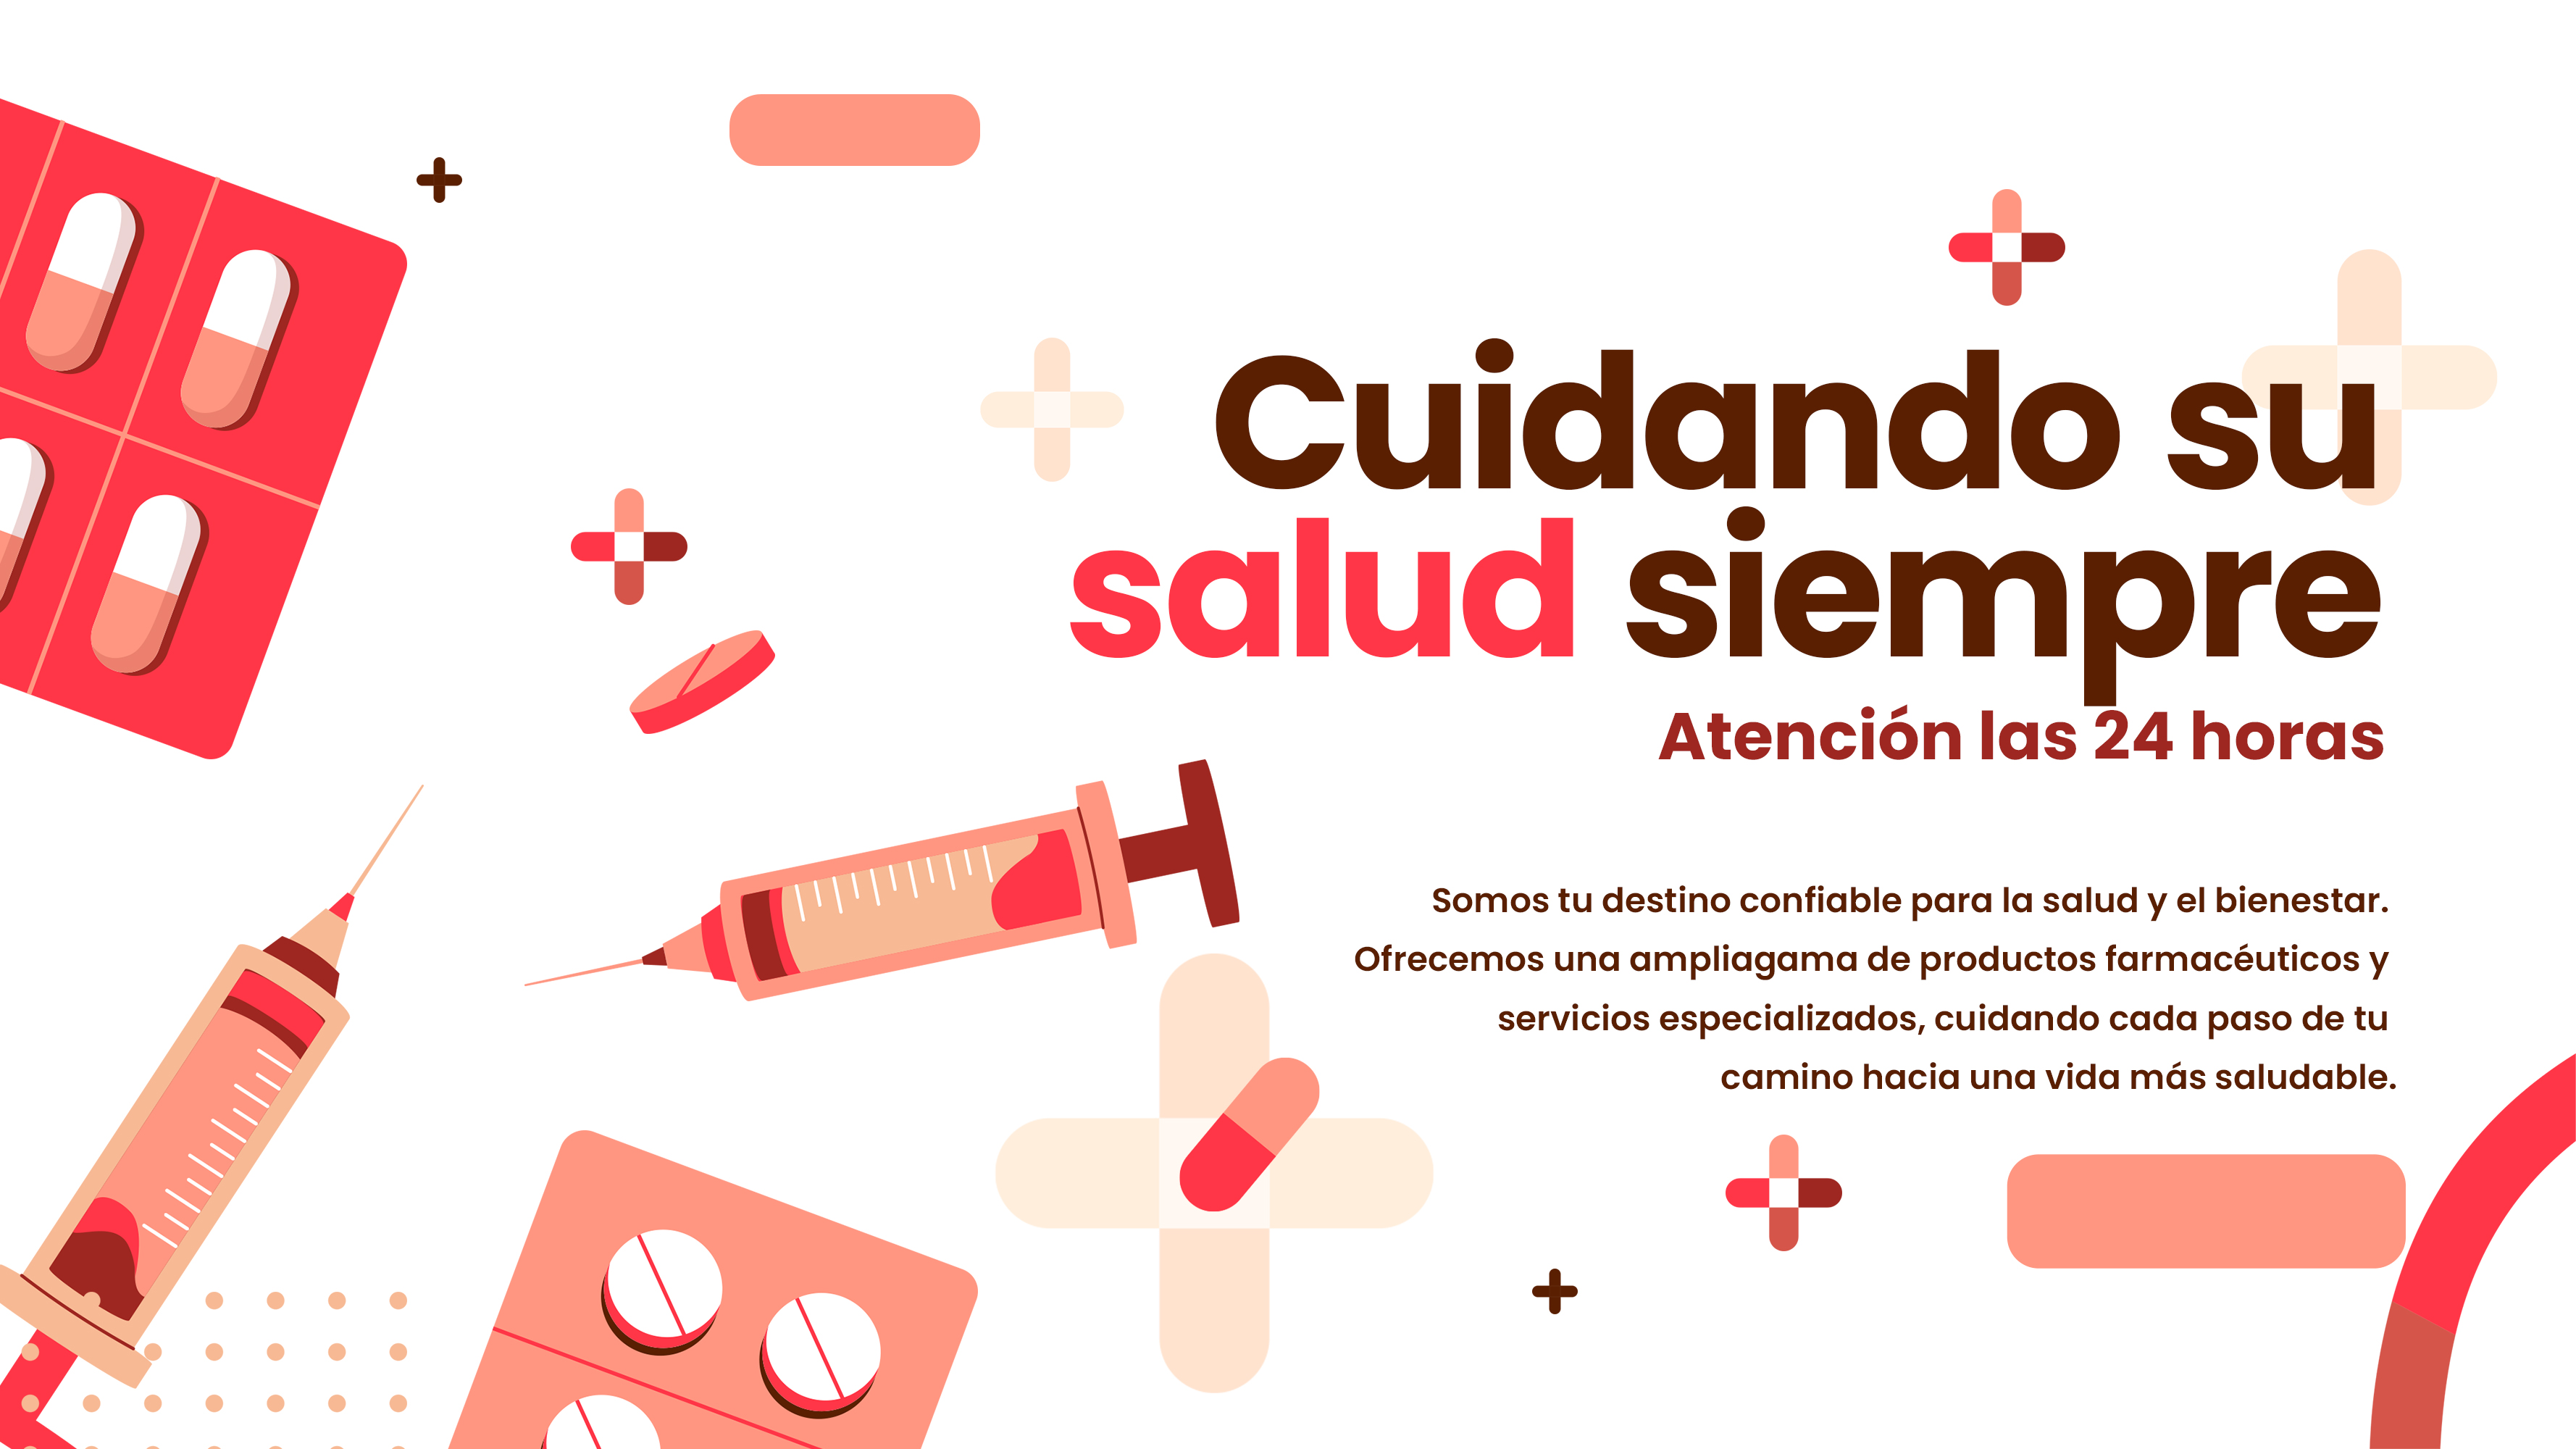 Cuidando su
salud siempre
Atención las 24 horas
Somos tu destino confiable para la salud y el bienestar.
Ofrecemos una ampliagama de productos farmacéuticos y
servicios especializados, cuidando cada paso de tu
camino hacia una vida más saludable.